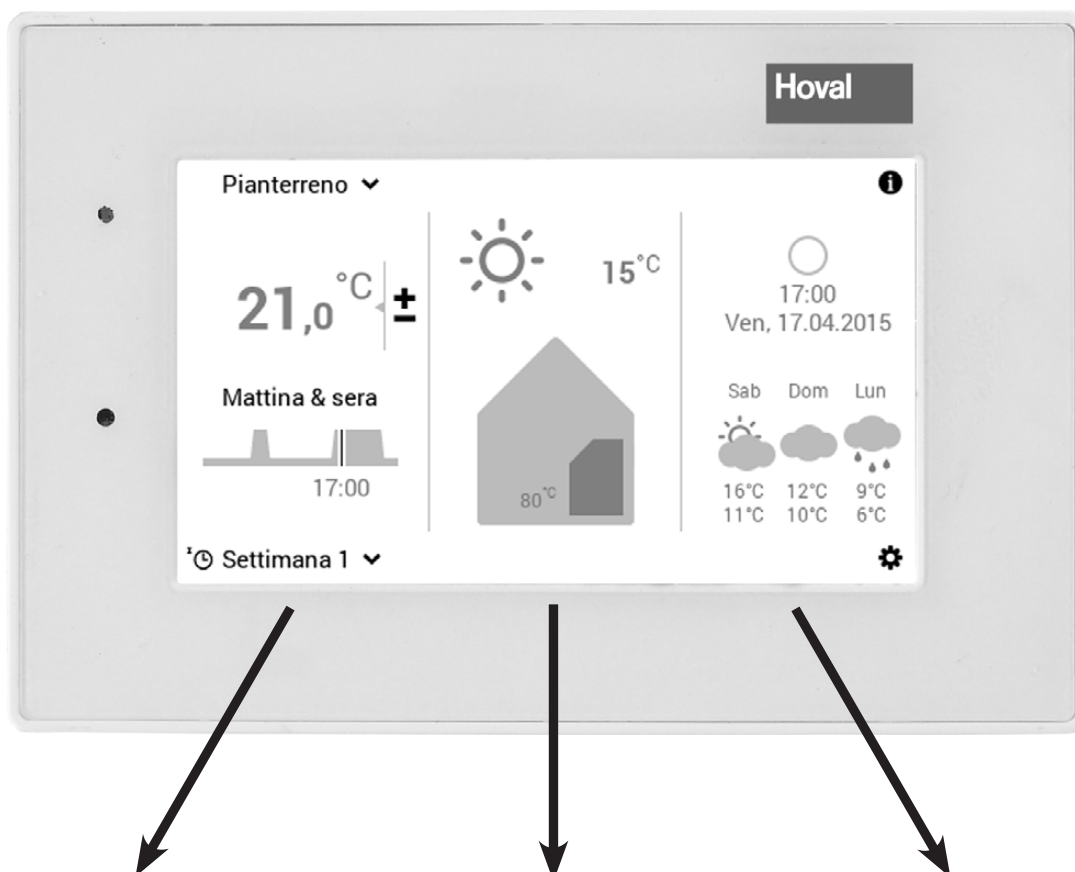 Hoval
Pianterreno
21,0 °C
±
Mattina & sera
17:00
Settimana 1
15°C
80°C
17:00
Ven, 17.04.2015
Sab Dom Lun
16°C 12°C 9°C
11°C 10°C 6°C